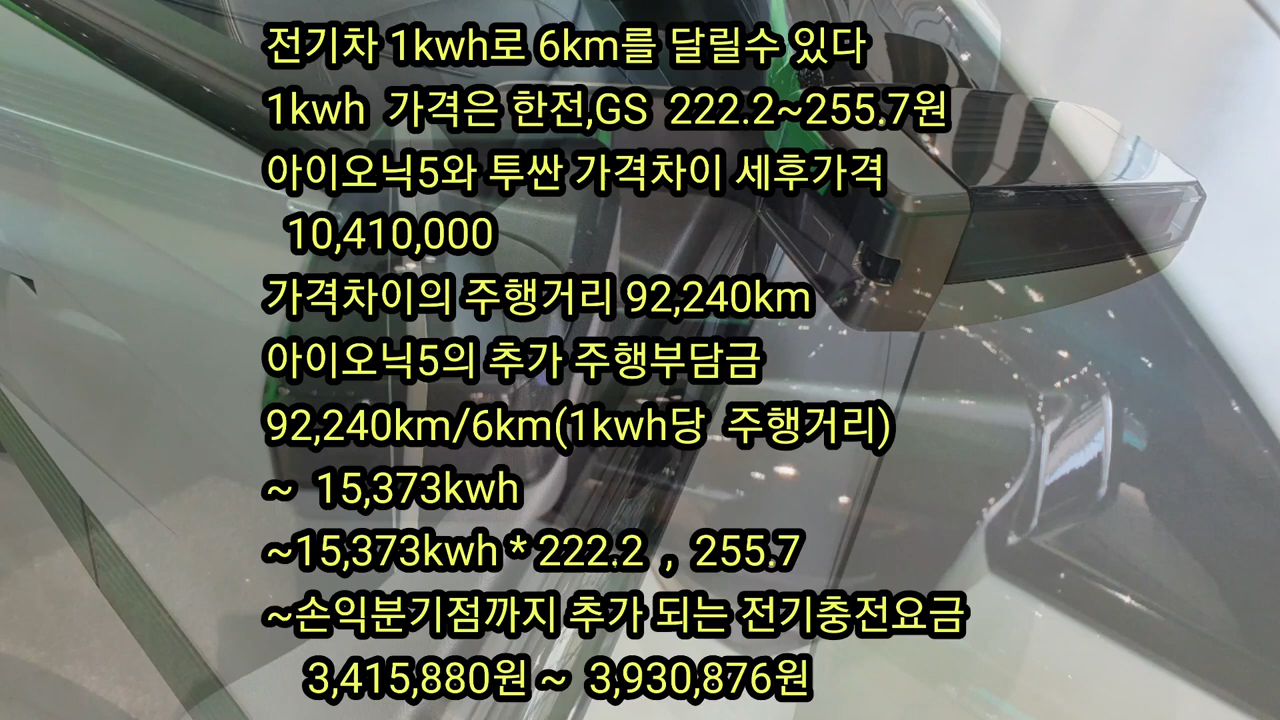 전기차 1kwh로 6km를 달릴수 있다
1kwh 가격은 한전,GS 222.2~255.7원
아이오닉5와 투싼 가격차이 세후가격
10,410,000
가격차이의 주행거리 92,240km
아이오닉5의 추가 주행부담금
92,240km/6km(1kwh당 주행거리)
~ 15,373kwh
~15,373kwh * 222.2 , 255.7
~손익분기점까지 추가 되는 전기충전요금
3,415,880원 ~ 3,930,876원